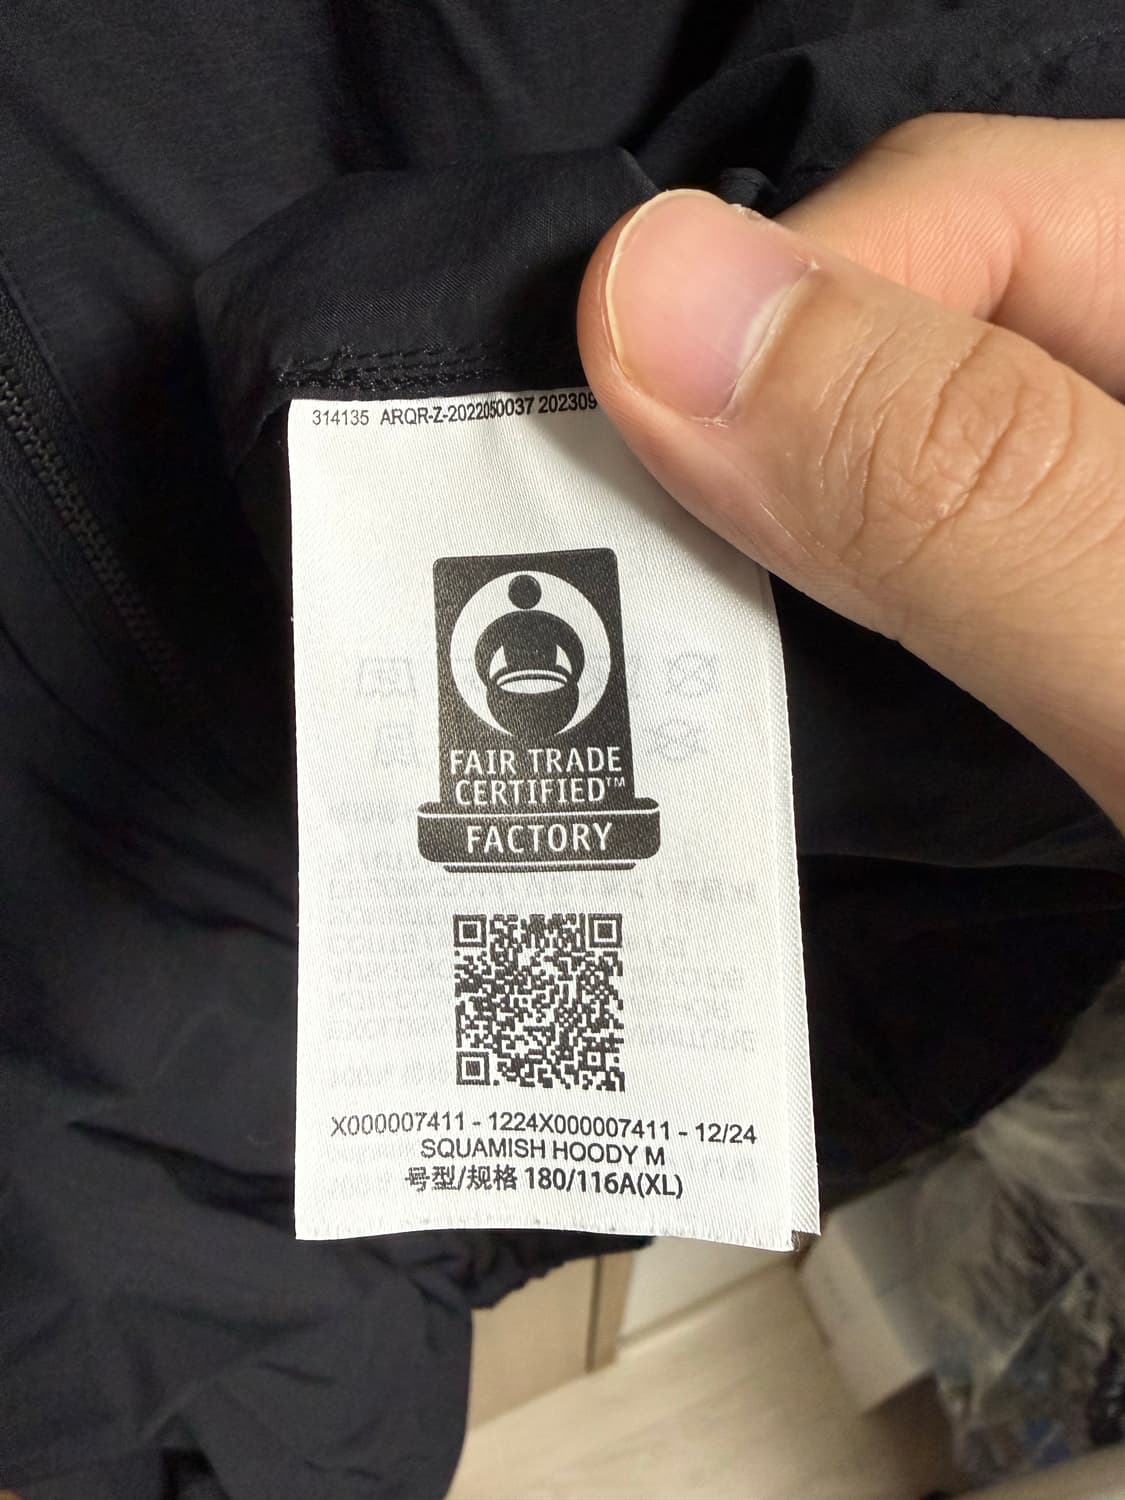 314135 ARQR-Z-2022050037 202309
FAIR TRADE
CERTIFIED™
FACTORY
X000007411 - 1224X000007411 - 12/24
SQUAMISH HOODY M
号型/规格 180/116A(XL)